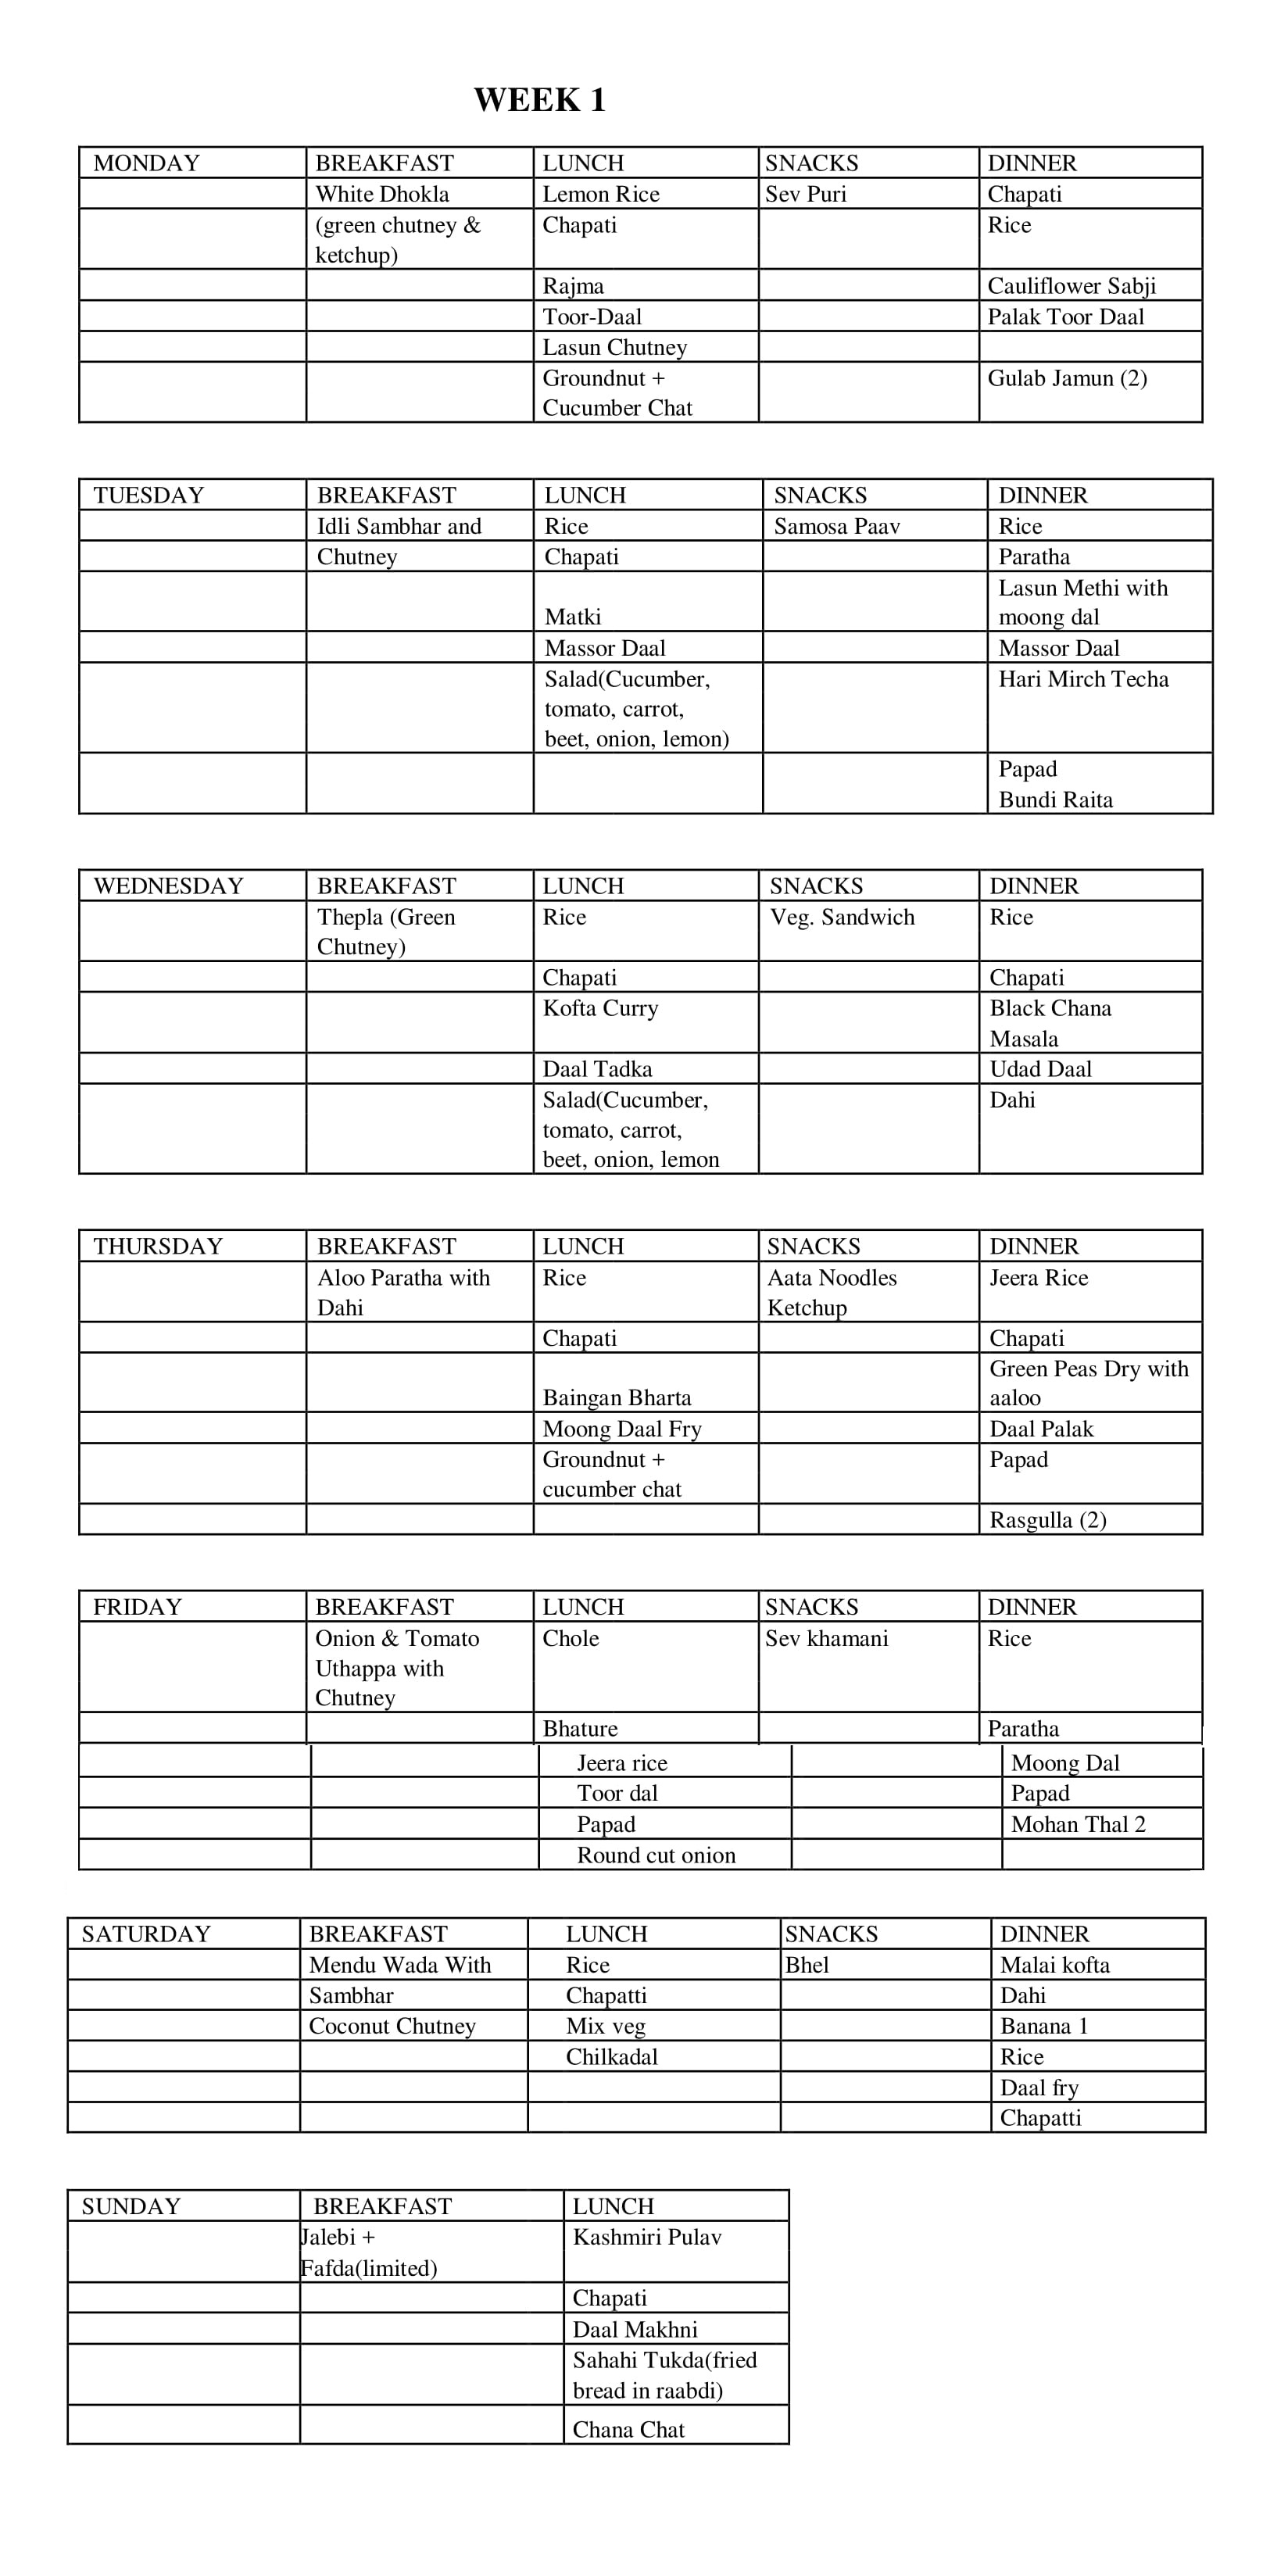 WEEK 1
MONDAY BREAKFAST LUNCH SNACKS DINNER
White Dhokla Lemon Rice Sev Puri Chapati
(green chutney & Chapati Rice
ketchup)
Rajma Cauliflower Sabji
Toor-Daal Palak Toor Daal
Lasun Chutney
Groundnut + Gulab Jamun (2)
Cucumber Chat
TUESDAY BREAKFAST LUNCH SNACKS DINNER
Idli Sambhar and Rice Samosa Paav Rice
Chutney Chapati Paratha
Lasun Methi with
Matki moong dal
Massor Daal Massor Daal
Salad(Cucumber, Hari Mirch Techa
tomato, carrot,
beet, onion, lemon)
Papad
Bundi Raita
WEDNESDAY BREAKFAST LUNCH SNACKS DINNER
Thepla (Green Rice Veg. Sandwich Rice
Chutney)
Chapati Chapati
Kofta Curry Black Chana
Masala
Daal Tadka Udad Daal
Salad(Cucumber, Dahi
tomato, carrot,
beet, onion, lemon
THURSDAY BREAKFAST LUNCH SNACKS DINNER
Aloo Paratha with Rice Aata Noodles Jeera Rice
Dahi Ketchup
Chapati Chapati
Green Peas Dry with
Baingan Bharta aaloo
Moong Daal Fry Daal Palak
Groundnut + Papad
cucumber chat
Rasgulla (2)
FRIDAY BREAKFAST LUNCH SNACKS DINNER
Onion & Tomato Chole Sev khamani Rice
Uthappa with
Chutney
Bhature Paratha
Jeera rice Moong Dal
Toor dal Papad
Papad Mohan Thal 2
Round cut onion
SATURDAY BREAKFAST LUNCH SNACKS DINNER
Mendu Wada With Rice Bhel Malai kofta
Sambhar Chapatti Dahi
Coconut Chutney Mix veg Banana 1
Chilkadal Rice
Daal fry
Chapatti
SUNDAY BREAKFAST LUNCH
Jalebi + Kashmiri Pulav
Fafda(limited)
Chapati
Daal Makhni
Sahahi Tukda(fried
bread in raabdi)
Chana Chat